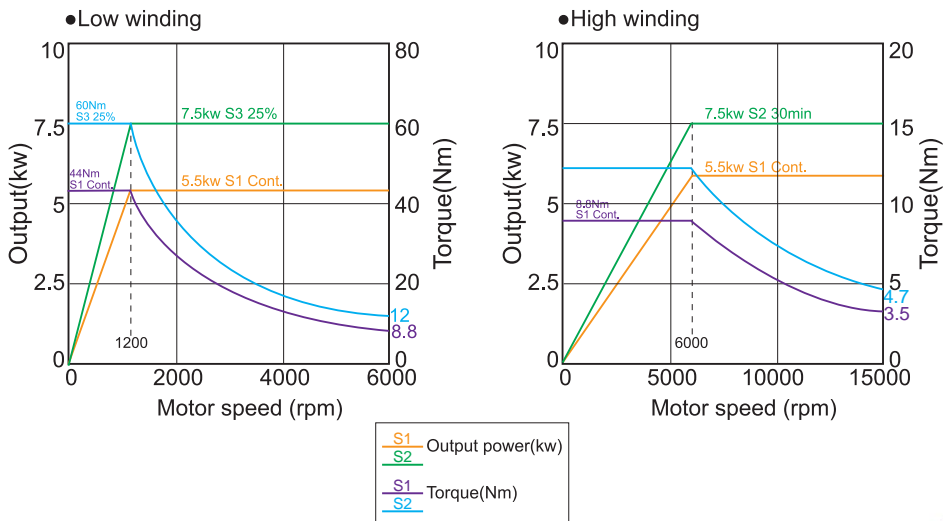 ●Low winding
10
7.5
5
2.5
0
Output(kw)
60Nm
S3 25%
44Nm
S1 Cont.
7.5kw S3 25%
5.5kw S1 Cont.
1200
12
8.8
80
60
40
20
0
Torque(Nm)
0
2000
4000
6000
Motor speed (rpm)
●High winding
10
7.5
5
2.5
0
Output(kw)
8.8Nm
S1 Cont.
7.5kw S2 30min
5.5kw S1 Cont.
6000
4.7
3.5
20
15
10
5
0
Torque(Nm)
0
5000
10000
15000
Motor speed (rpm)
S1
S2
Output power(kw)
S1
S2
Torque(Nm)